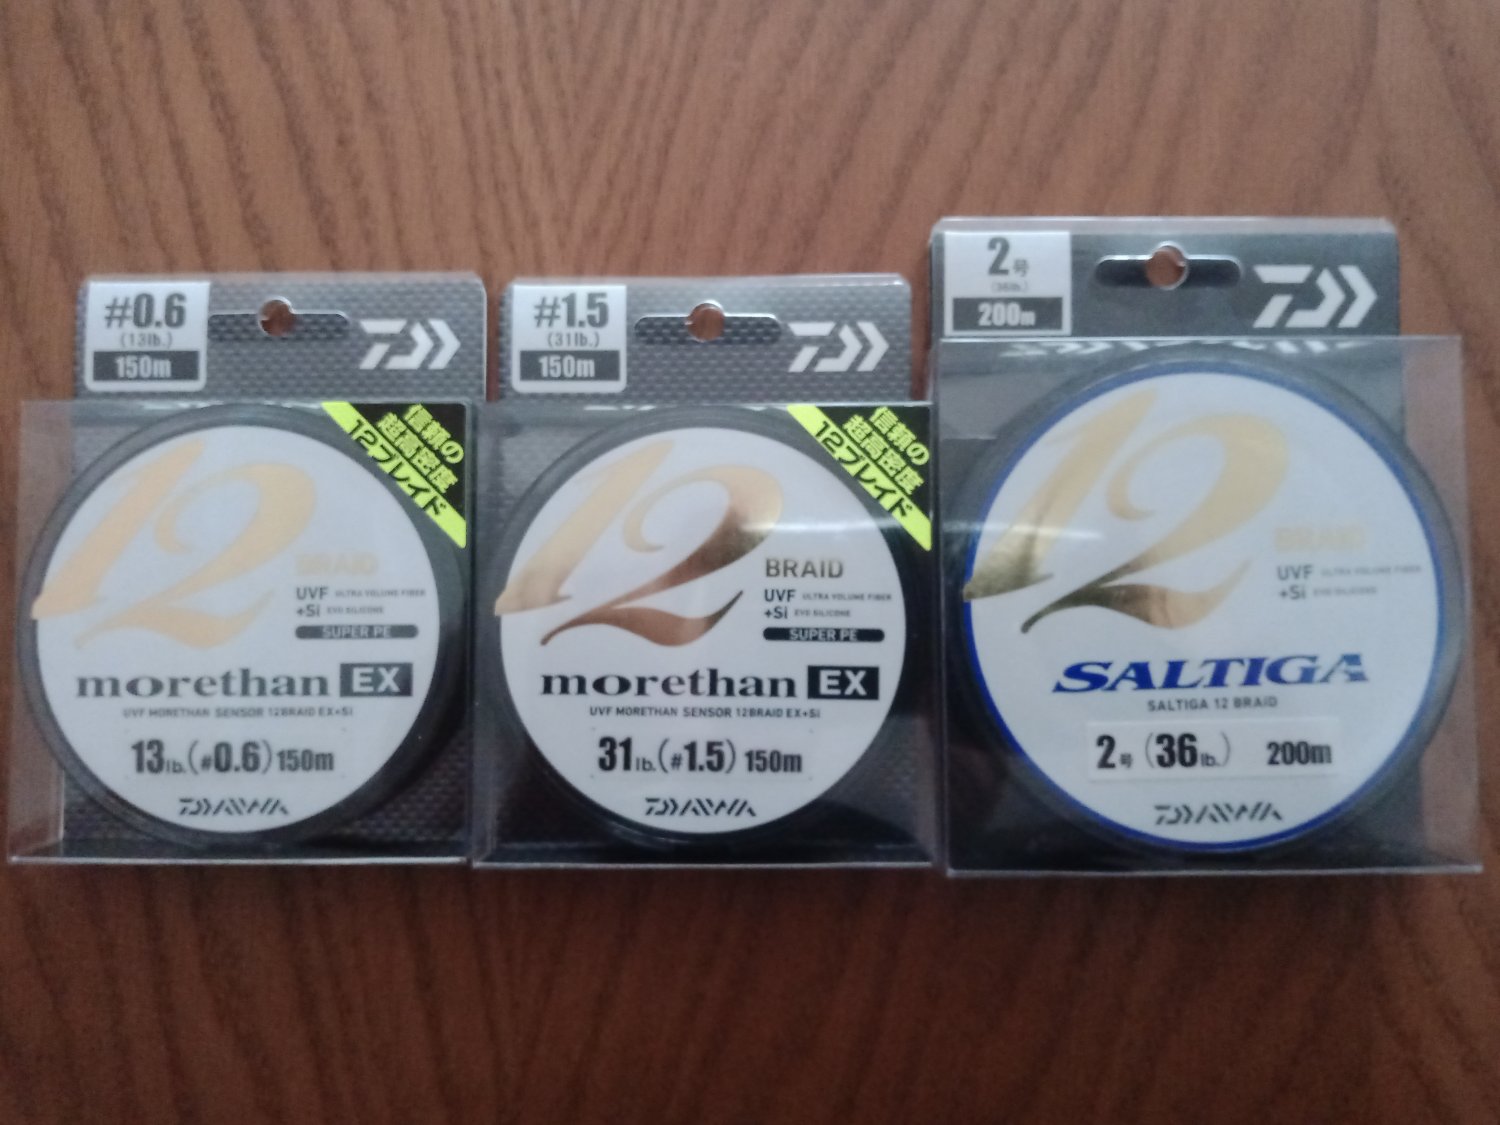 #0.6
(13lb.)
150m
信頼の
超高密度
12ブレイド
12
BRAID
UVF ULTRA VOLUME FIBER
+Si EVO SILICONE
SUPER PE
morethan EX
UVF MORETHAN SENSOR 12BRAID EX+Si
13lb.(#0.6)150m
DAIWA
#1.5
(31lb.)
150m
信頼の
超高密度
12ブレイド
12
BRAID
UVF ULTRA VOLUME FIBER
+Si EVO SILICONE
SUPER PE
morethan EX
UVF MORETHAN SENSOR 12BRAID EX+Si
31lb.(#1.5)150m
DAIWA
2号
(36lb.)
200m
12
BRAID
UVF ULTRA VOLUME FIBER
+Si EVO SILICONE
SALTIGA
SALTIGA 12 BRAID
2号(36lb.) 200m
DAIWA